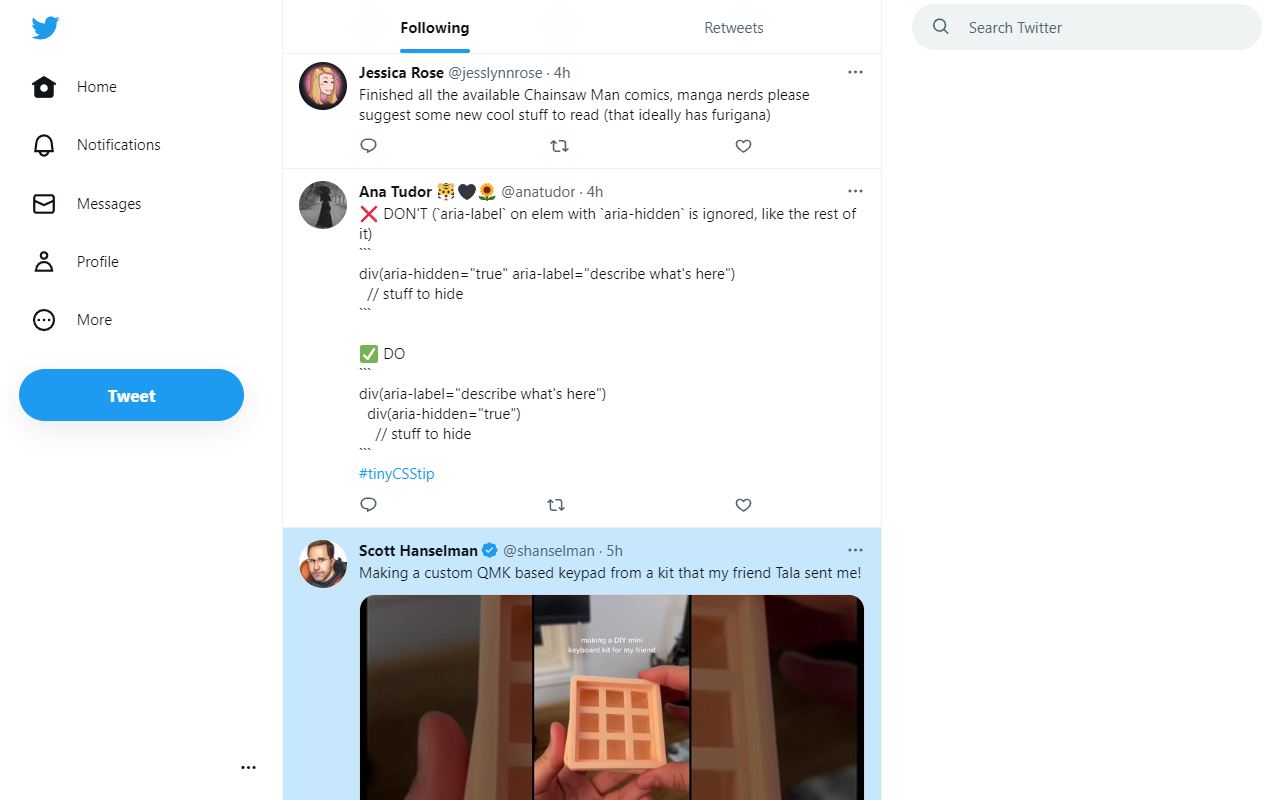 Following
Retweets
Search Twitter
Home
Notifications
Messages
Profile
More
Tweet
Jessica Rose @jesslynnrose · 4h
Finished all the available Chainsaw Man comics, manga nerds please
suggest some new cool stuff to read (that ideally has furigana)
Ana Tudor 🐯🖤🌻 @anatudor · 4h
❌ DON'T (`aria-label` on elem with `aria-hidden` is ignored, like the rest of
it)
```
div(aria-hidden="true" aria-label="describe what's here")
// stuff to hide
```
✅ DO
```
div(aria-label="describe what's here")
div(aria-hidden="true")
// stuff to hide
```
#tinyCSStip
Scott Hanselman @shanselman · 5h
Making a custom QMK based keypad from a kit that my friend Tala sent me!
making a DIY mini
keyboard kit for my friend